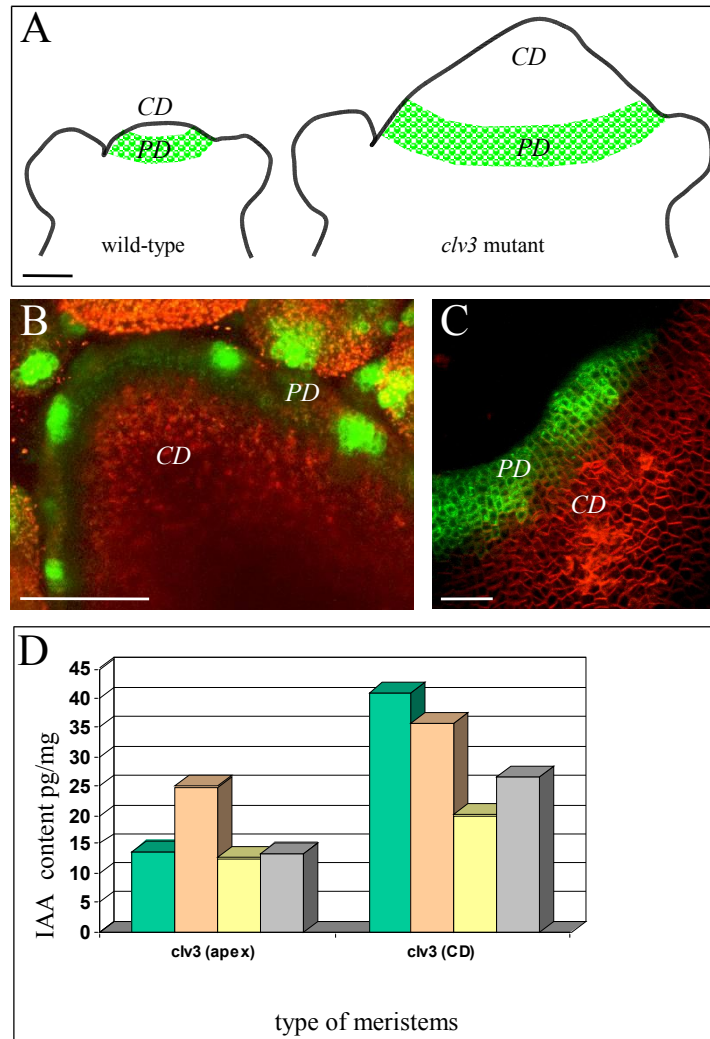 A
CD
PD
wild-type
CD
PD
clv3 mutant
B
PD
CD
C
PD
CD
D
IAA content pg/mg
45
40
35
30
25
20
15
10
5
0
clv3 (apex) clv3 (CD)
type of meristems